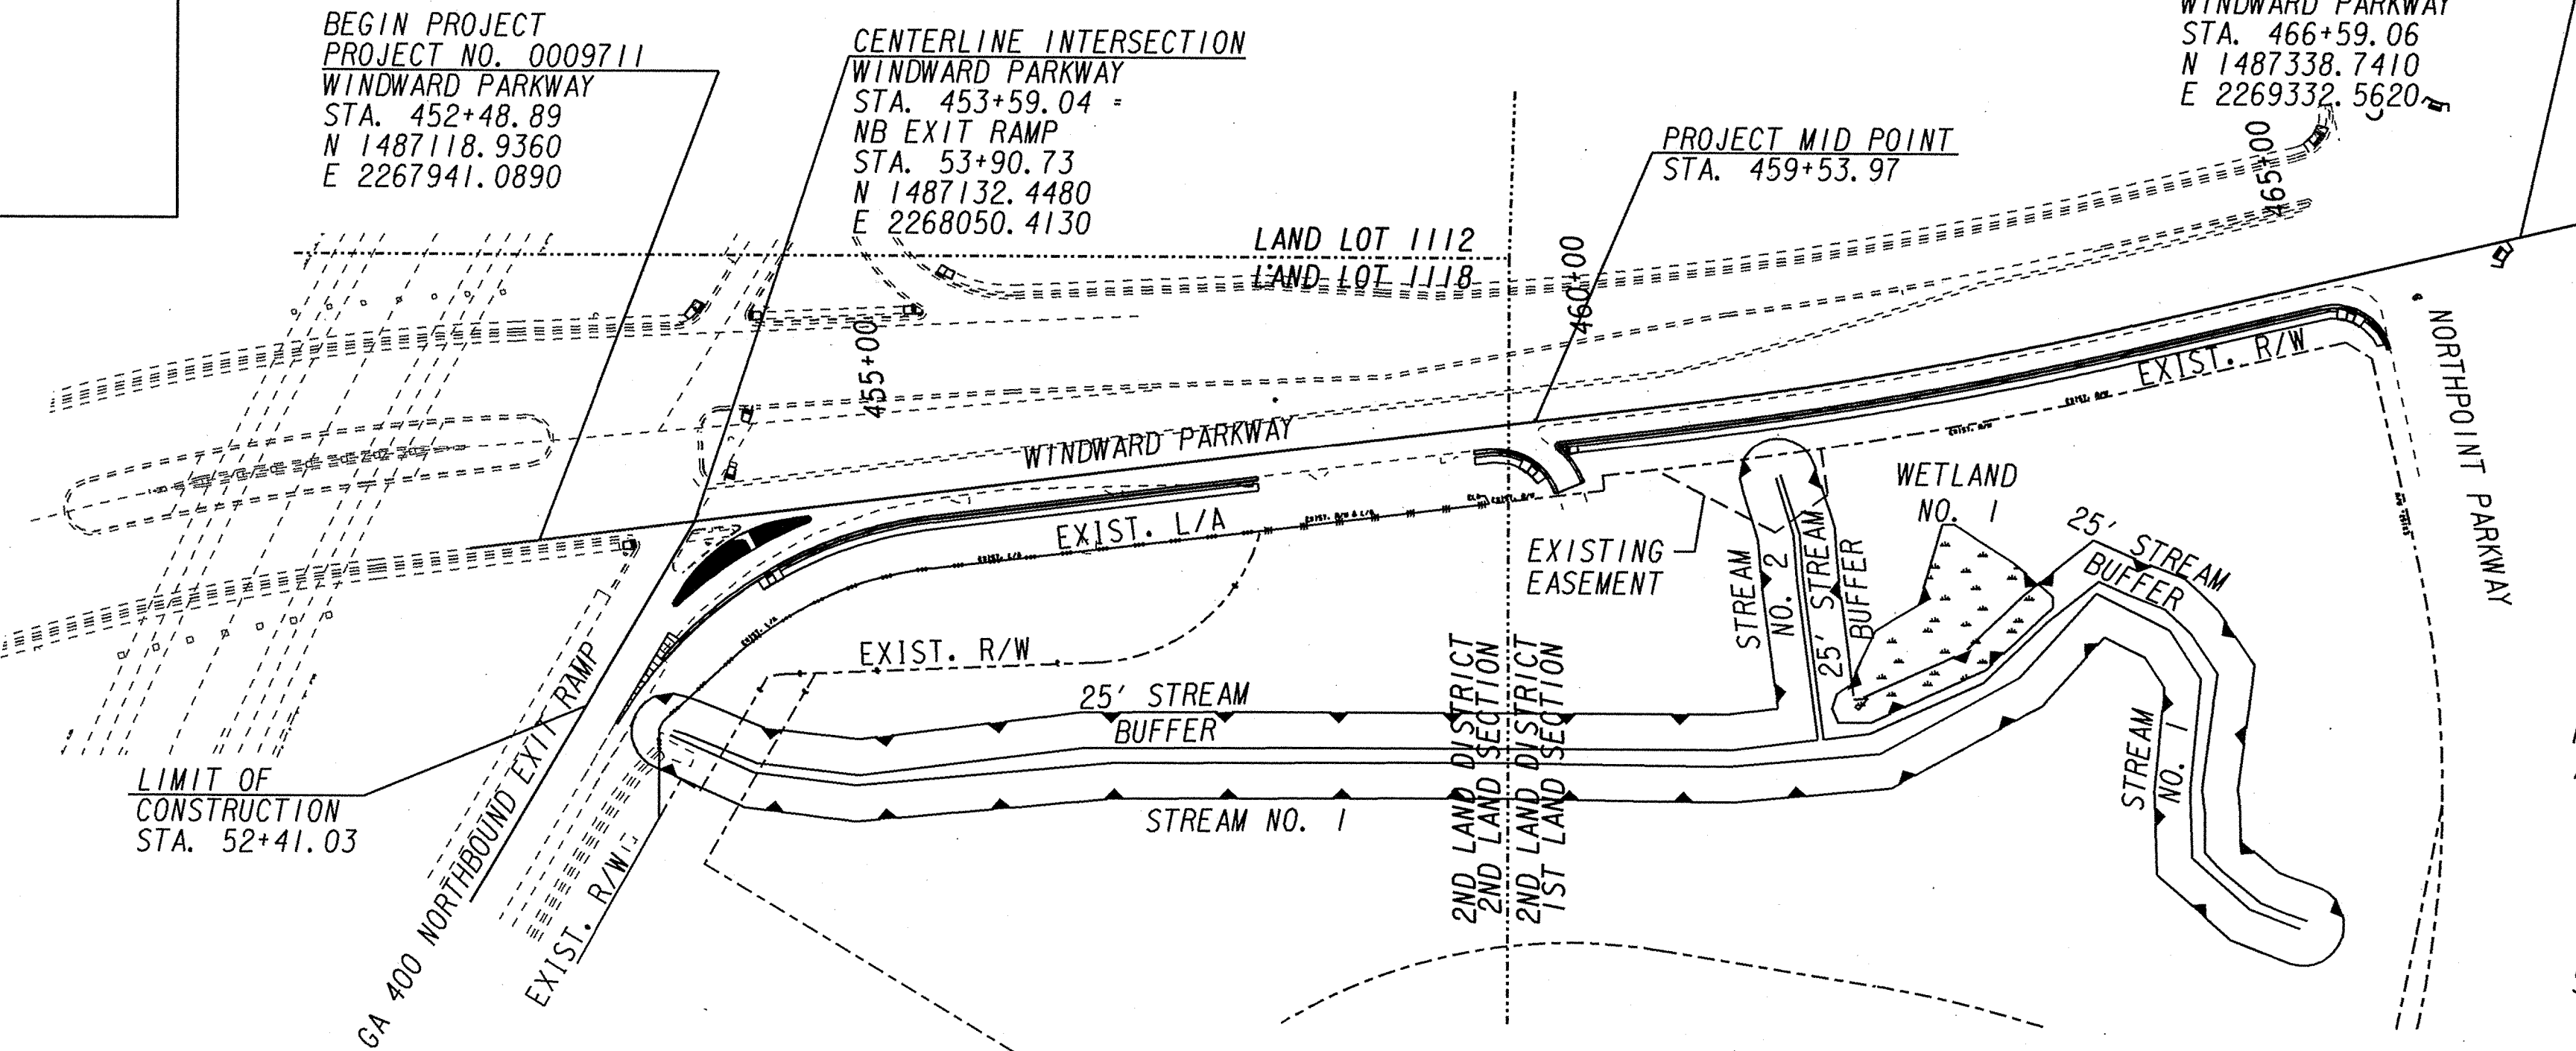 BEGIN PROJECT
PROJECT NO. 0009711
WINDWARD PARKWAY
STA. 452+48.89
N 1487118.9360
E 2267941.0890
CENTERLINE INTERSECTION
WINDWARD PARKWAY
STA. 453+59.04 =
NB EXIT RAMP
STA. 53+90.73
N 1487132.4480
E 2268050.4130
PROJECT MID POINT
STA. 459+53.97
WINDWARD PARKWAY
STA. 466+59.06
N 1487338.7410
E 2269332.5620
LAND LOT 1112
LAND LOT 1118
455+00
460+00
465+00
WINDWARD PARKWAY
EXIST. L/A
EXIST. R/W
EXIST. R/W
NORTHPOINT PARKWAY
EXISTING
EASEMENT
WETLAND
NO. 1
STREAM
NO. 2
25' STREAM
BUFFER
25' STREAM
BUFFER
25' STREAM
BUFFER
STREAM NO. 1
STREAM
NO. 1
2ND LAND DISTRICT
2ND LAND SECTION
2ND LAND DISTRICT
1ST LAND SECTION
LIMIT OF
CONSTRUCTION
STA. 52+41.03
GA 400 NORTHBOUND EXIT RAMP
EXIST. R/W
EXIST. L/A
EXIST. L/A
EXIST. R/W & L/A
EXIST. R/W
EXIST. R/W
EXIST. R/W